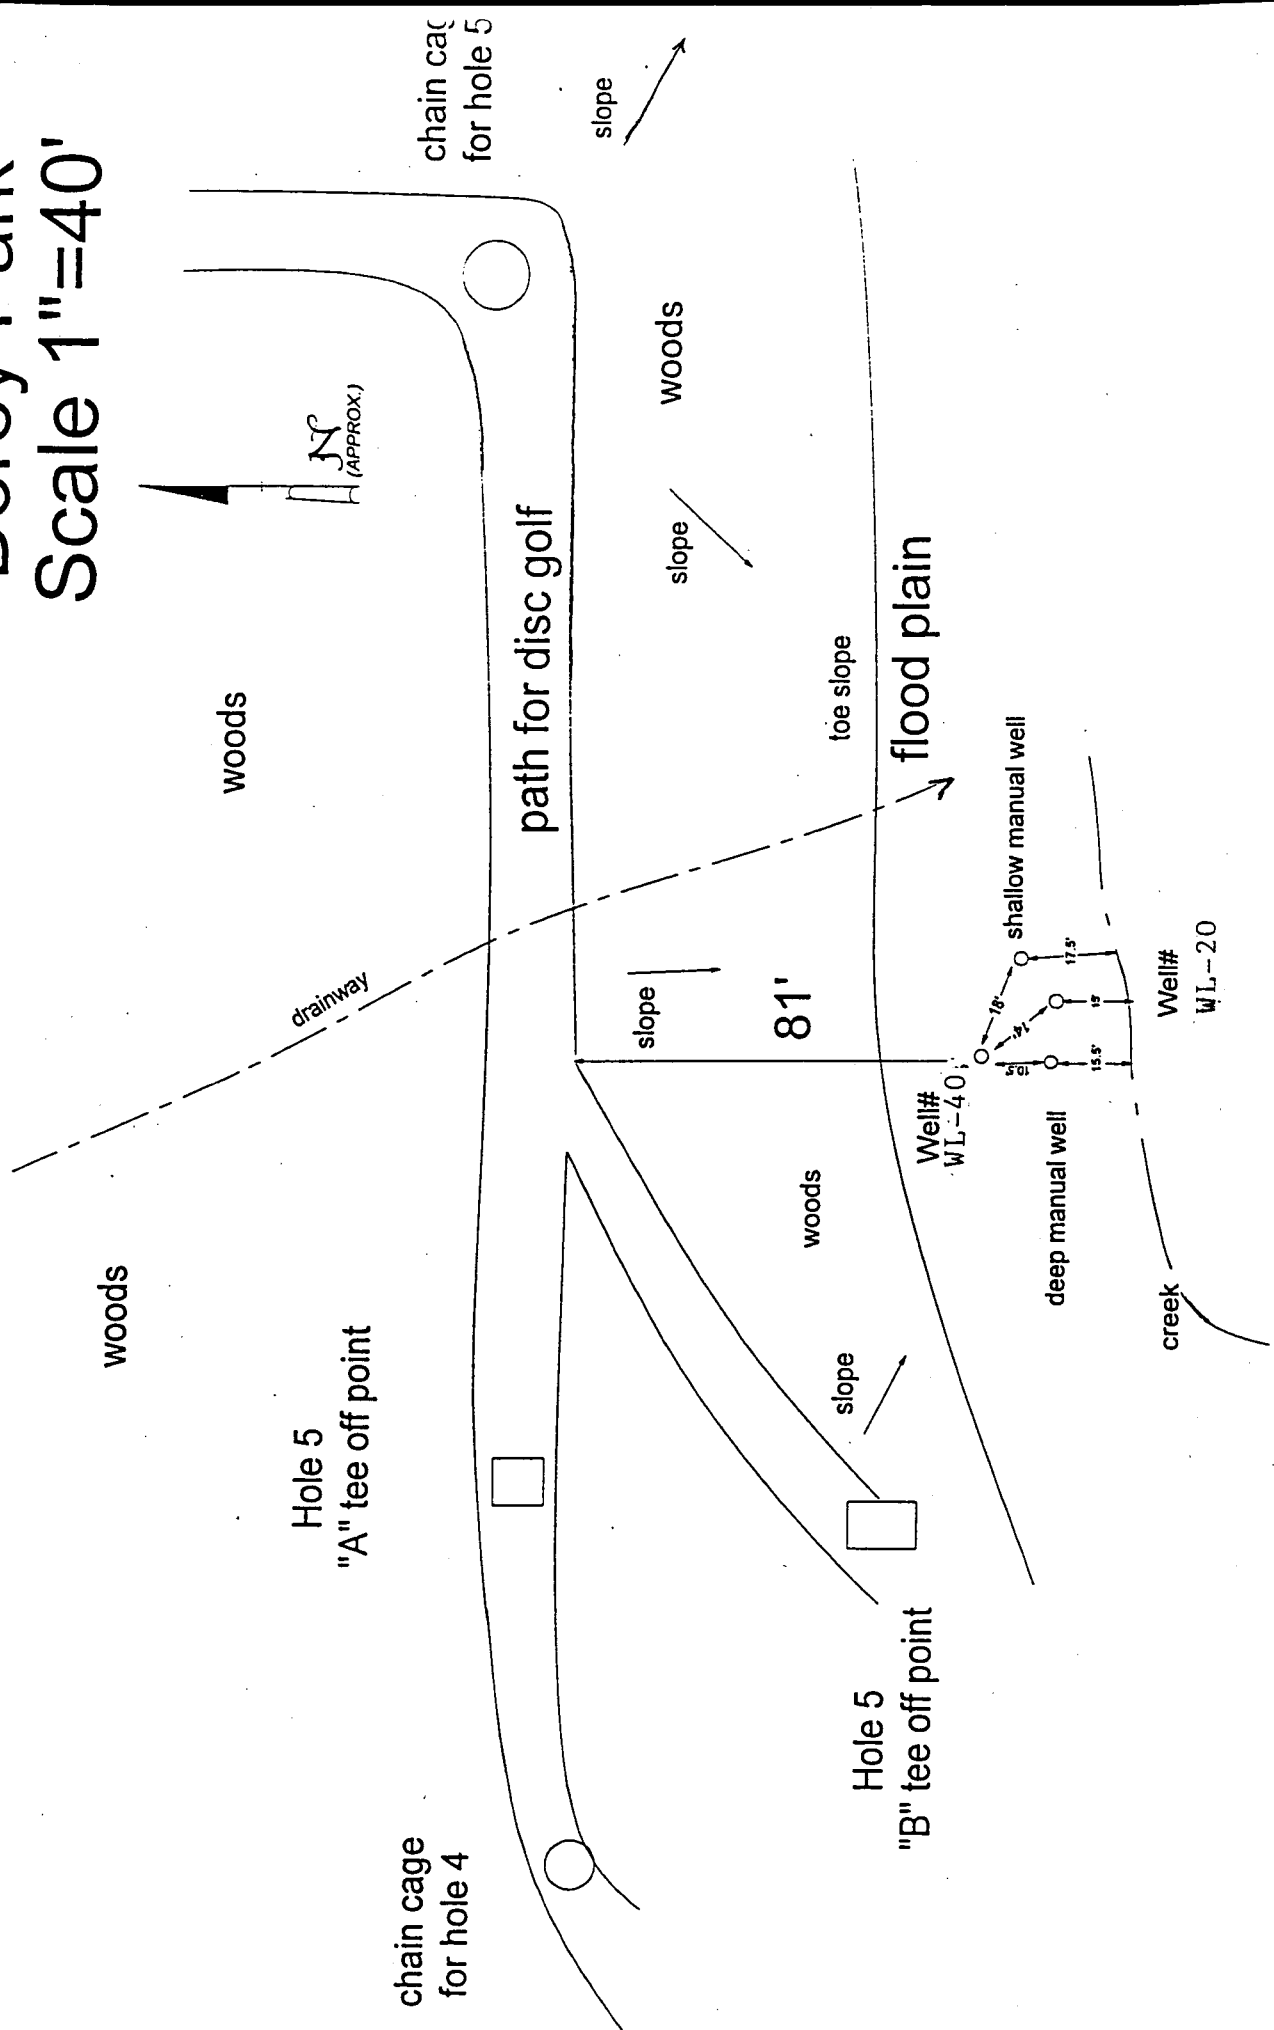 Scale 1"=40'
chain cage
for hole 4
Hole 5
"A" tee off point
woods
woods
drainway
N
(APPROX.)
chain
for hole 5
slope
path for disc golf
woods
slope
slope
81'
toe slope
flood plain
Hole 5
"B" tee off point
slope
woods
Well#
WL-40
shallow manual well
18'
14'
10.5'
17.5'
15'
15.5'
deep manual well
Well#
WL-20
creek